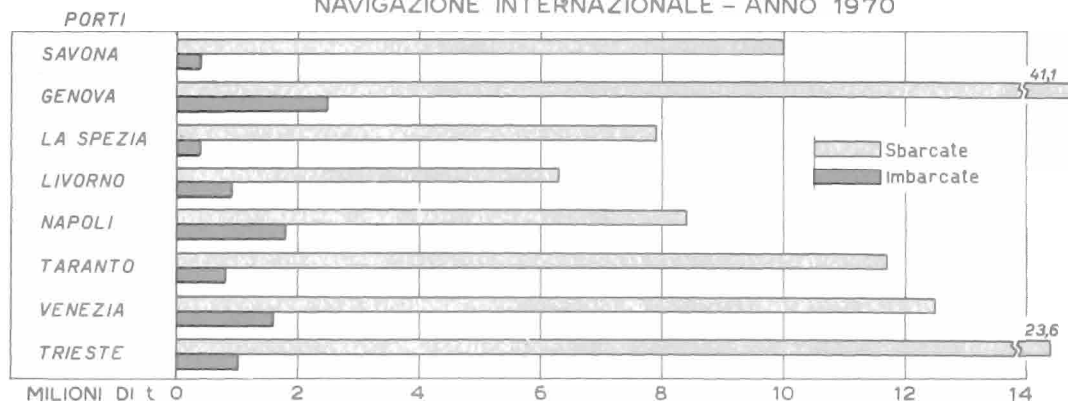 NAVIGAZIONE INTERNAZIONALE – ANNO 1970
PORTI
SAVONA
41,1
GENOVA
LA SPEZIA
Sbarcate
Imbarcate
LIVORNO
NAPOLI
TARANTO
VENEZIA
23,6
TRIESTE
MILIONI DI t 0 2 4 6 8 10 12 14